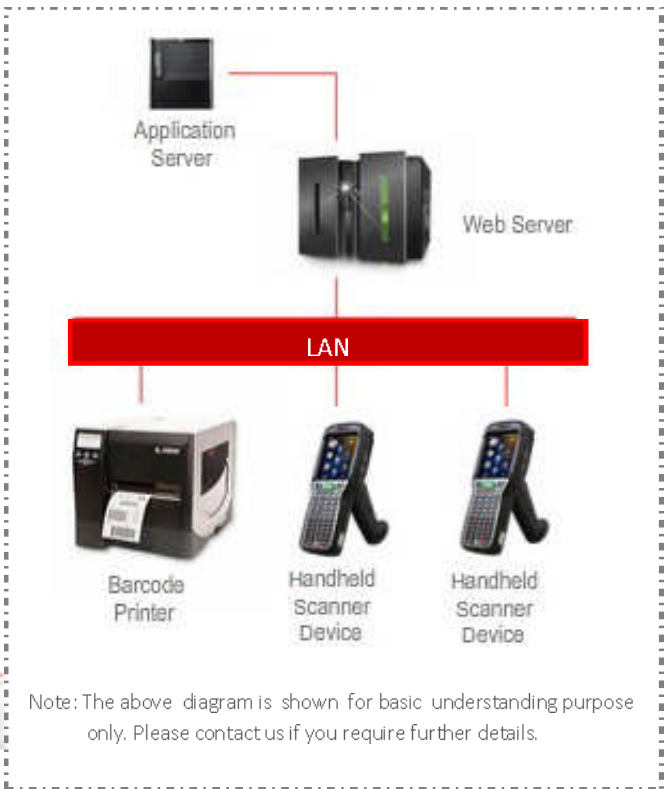 Application
Server
Web Server
LAN
Barcode
Printer
Handheld
Scanner
Device
Handheld
Scanner
Device
Note: The above diagram is shown for basic understanding purpose
only. Please contact us if you require further details.